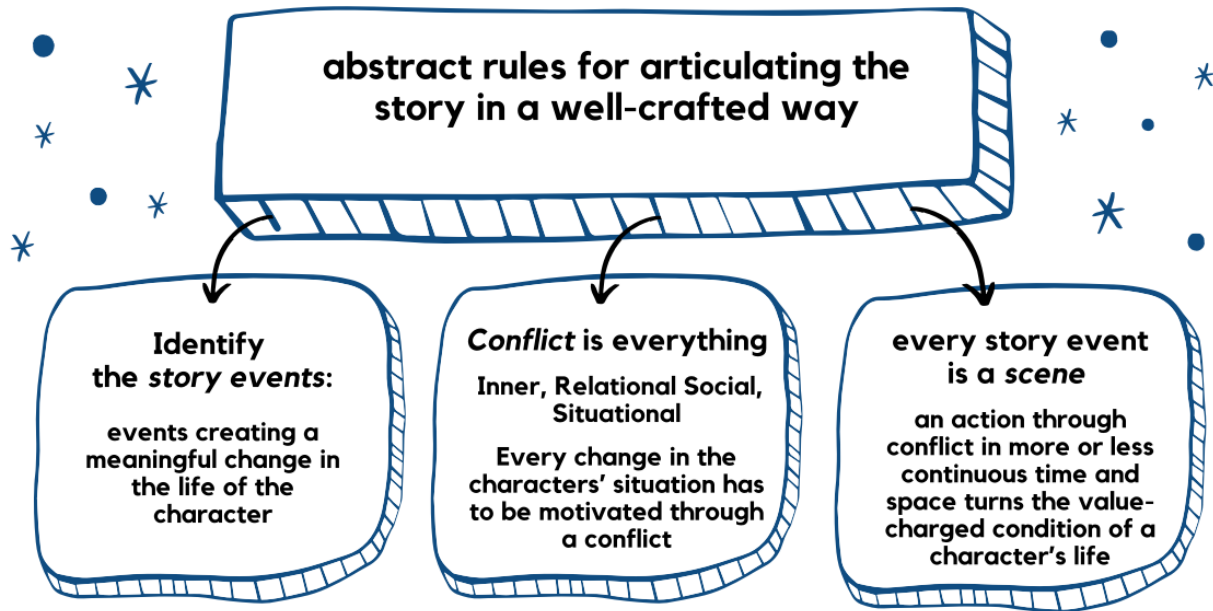 abstract rules for articulating the
story in a well-crafted way
Identify
the story events:
events creating a
meaningful change in
the life of the
character
Conflict is everything
Inner, Relational Social,
Situational
Every change in the
characters’ situation has
to be motivated through
a conflict
every story event
is a scene
an action through
conflict in more or less
continuous time and
space turns the value-
charged condition of a
character’s life